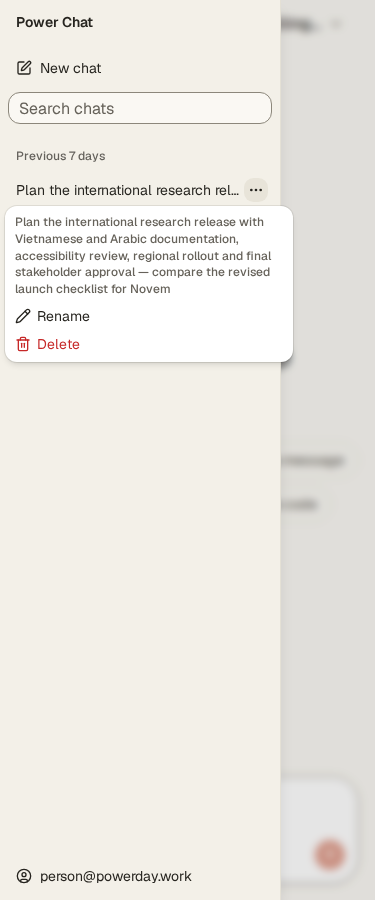 Power Chat
New chat
Search chats
Previous 7 days
Plan the international research rel...
Plan the international research release with
Vietnamese and Arabic documentation,
accessibility review, regional rollout and final
stakeholder approval — compare the revised
launch checklist for Novem
Rename
Delete
message
person@powerday.work